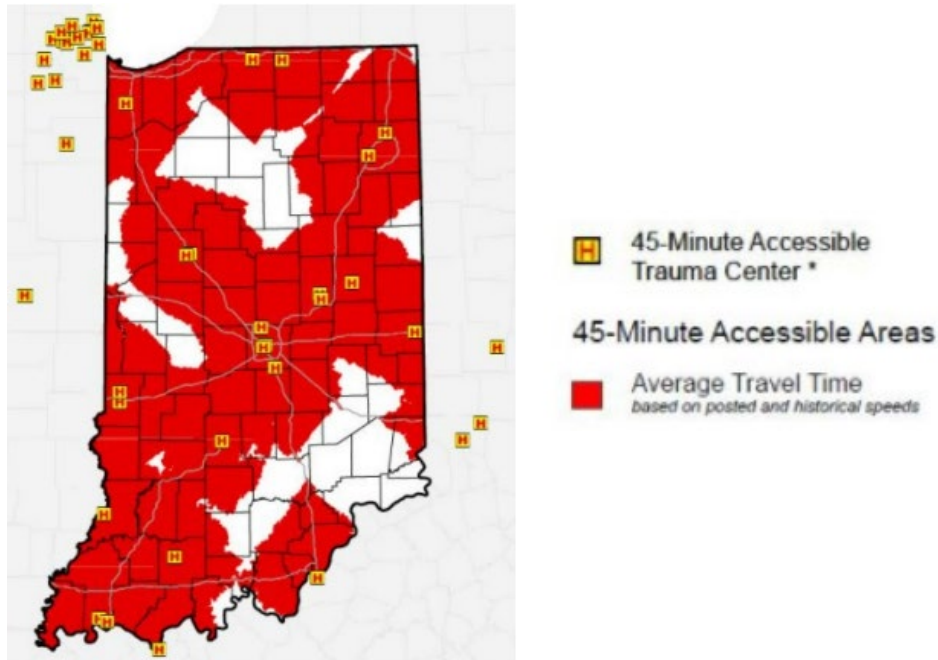 H 45-Minute Accessible
Trauma Center *
45-Minute Accessible Areas
Average Travel Time
based on posted and historical speeds